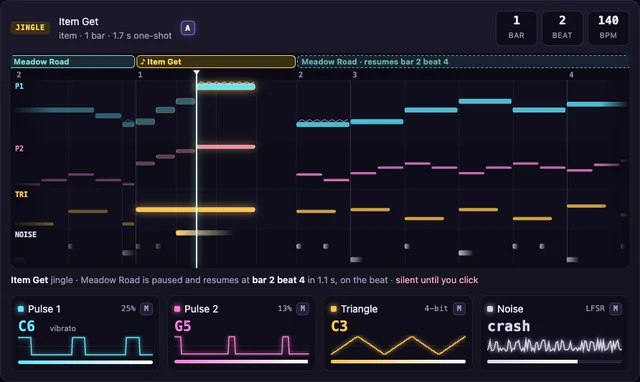 JINGLE
Item Get
item · 1 bar · 1.7 s one-shot
A
1
BAR
2
BEAT
140
BPM
Meadow Road
♪ Item Get
Meadow Road · resumes bar 2 beat 4
2
1
2
3
4
P1
P2
TRI
NOISE
Item Get jingle · Meadow Road is paused and resumes at bar 2 beat 4 in 1.1 s, on the beat · silent until you click
Pulse 1
25%
M
C6
vibrato
Pulse 2
13%
M
G5
Triangle
4-bit
M
C3
Noise
LFSR
M
crash